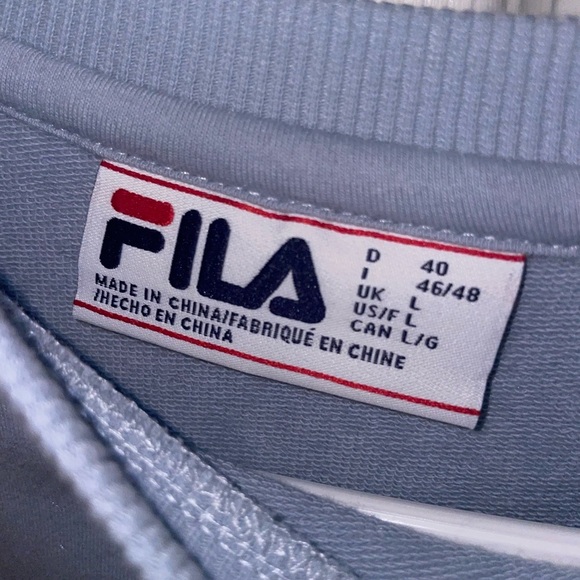 FILA
MADE IN CHINA/FABRIQUÉ EN CHINE
/HECHO EN CHINA
D 40
I 46/48
UK L
US/F L
CAN L/G